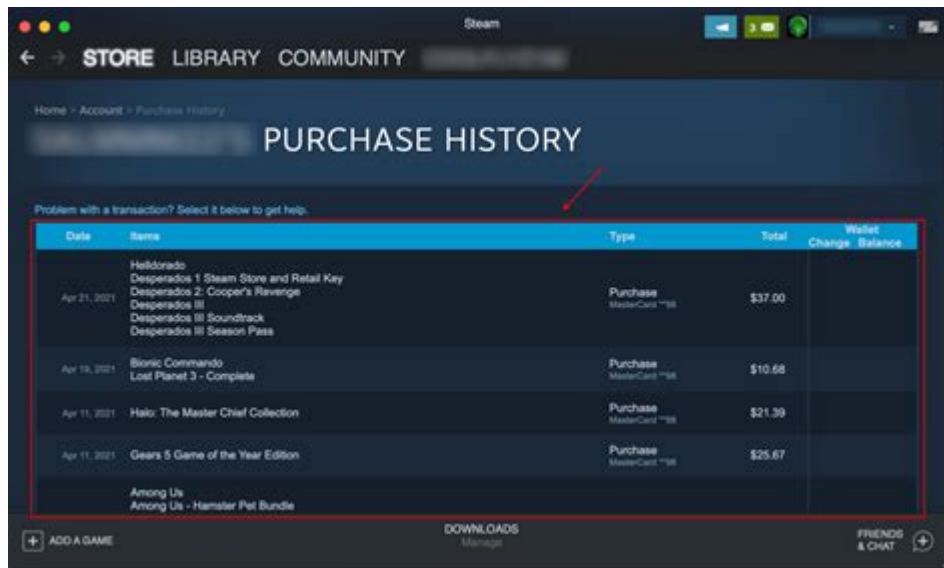 Steam
3
STORE LIBRARY COMMUNITY
Home > Account > Purchase History
PURCHASE HISTORY
Problem with a transaction? Select it below to get help.
Date Items Type Total Wallet
Change Balance
Helldorado
Desperados 1 Steam Store and Retail Key
Desperados 2: Cooper's Revenge
Apr 21, 2021 Desperados III Purchase $37.00
Desperados III Soundtrack MasterCard
Desperados III Season Pass
Apr 19, 2021 Bionic Commando Purchase $10.68
Lost Planet 3 - Complete MasterCard
Apr 11, 2021 Halo: The Master Chief Collection Purchase $21.39
MasterCard
Apr 11, 2021 Gears 5 Game of the Year Edition Purchase $25.67
MasterCard
Among Us
Among Us - Hamster Pet Bundle
ADD A GAME DOWNLOADS FRIENDS
Manage & CHAT